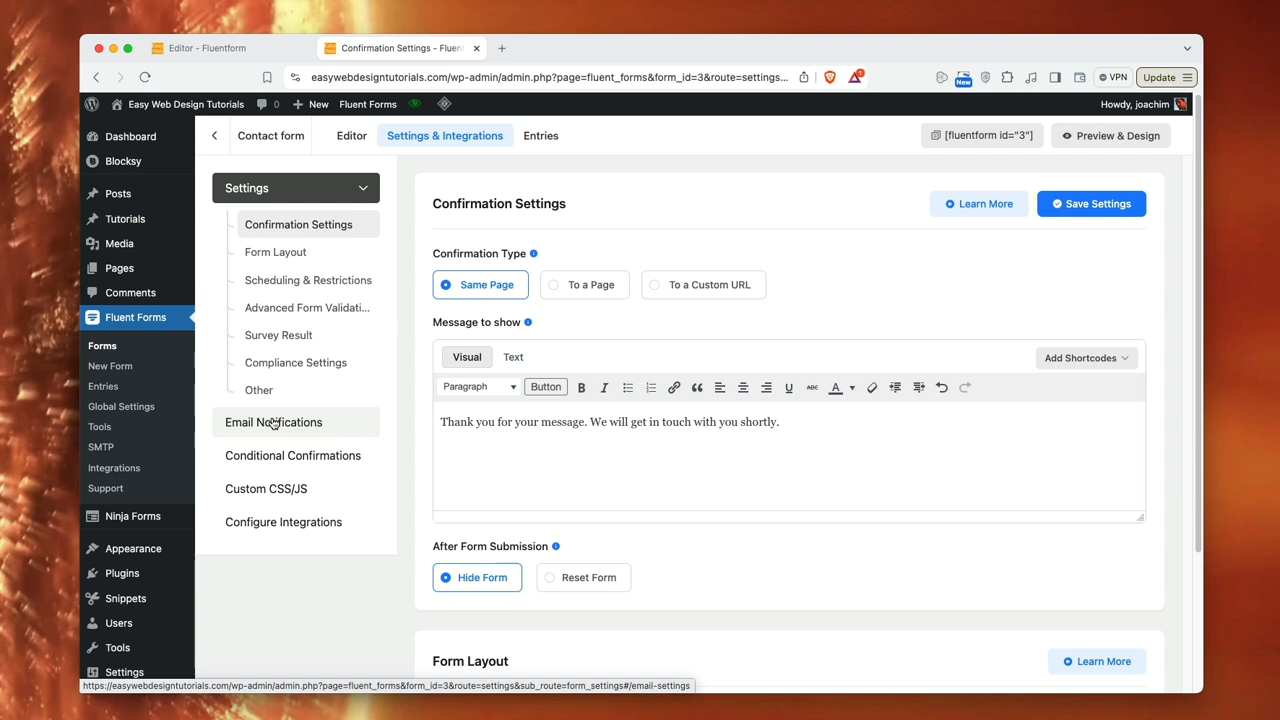 Editor - Fluentform
Confirmation Settings - Fluen
easywebdesigntutorials.com/wp-admin/admin.php?page=fluent_forms&form_id=3&route=settings...
1
New
VPN
Update
Easy Web Design Tutorials
0
New
Fluent Forms
Howdy, joachim
Dashboard
Blocksy
Posts
Tutorials
Media
Pages
Comments
Fluent Forms
Forms
New Form
Entries
Global Settings
Tools
SMTP
Integrations
Support
Ninja Forms
Appearance
Plugins
Snippets
Users
Tools
Settings
Contact form
Editor
Settings & Integrations
Entries
[fluentform id="3"]
Preview & Design
Settings
Confirmation Settings
Form Layout
Scheduling & Restrictions
Advanced Form Validati...
Survey Result
Compliance Settings
Other
Email Notifications
Conditional Confirmations
Custom CSS/JS
Configure Integrations
Confirmation Settings
Learn More
Save Settings
Confirmation Type
Same Page
To a Page
To a Custom URL
Message to show
Visual
Text
Add Shortcodes
Paragraph
Button
B
I
U
ABC
A
Thank you for your message. We will get in touch with you shortly.
After Form Submission
Hide Form
Reset Form
Form Layout
Learn More
https://easywebdesigntutorials.com/wp-admin/admin.php?page=fluent_forms&form_id=3&route=settings&sub_route=form_settings#/email-settings